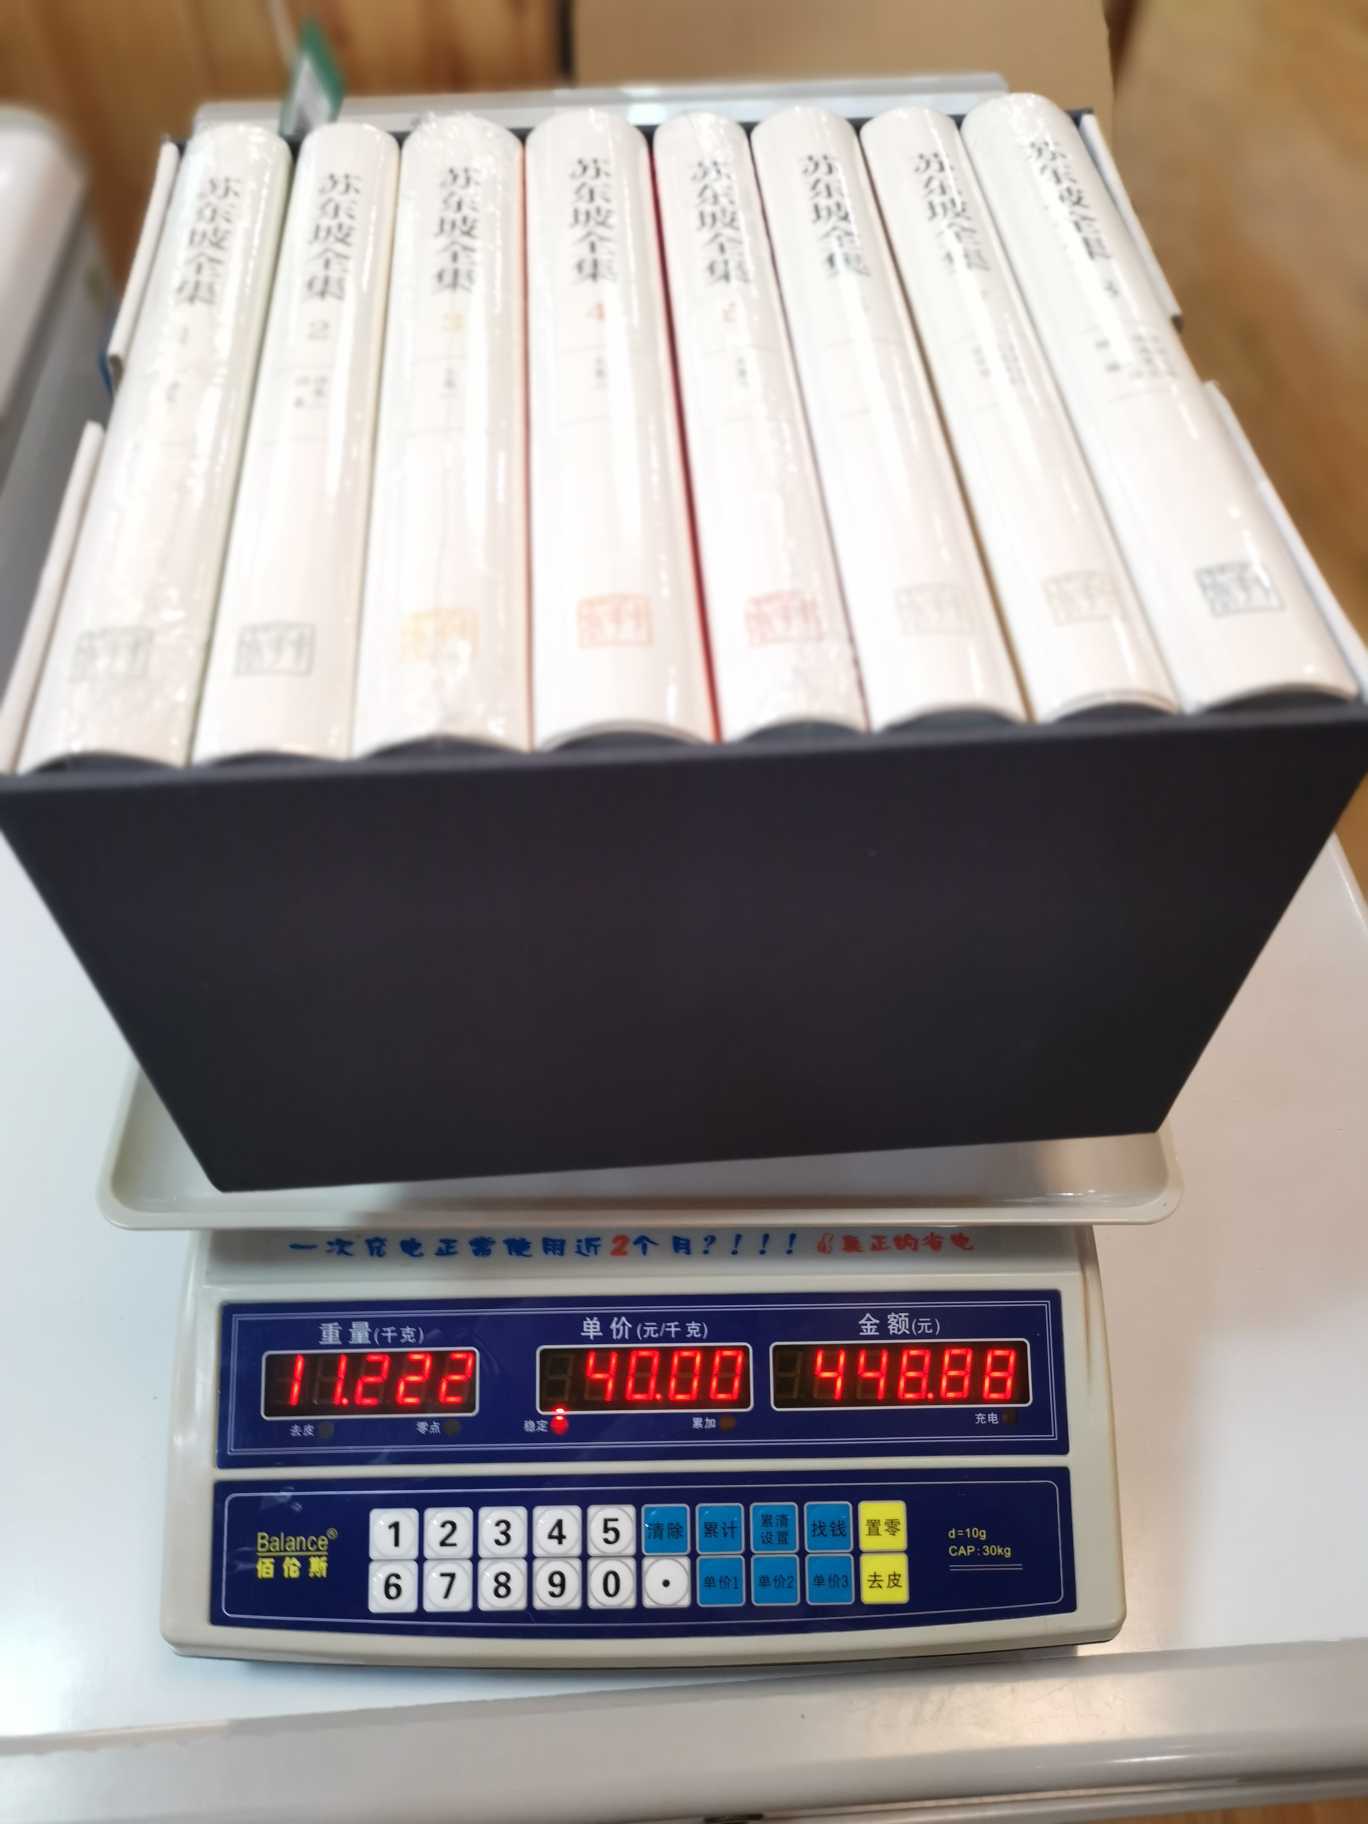 苏东坡全集
苏东坡全集 2
苏东坡全集 3
苏东坡全集 4
苏东坡全集
苏东坡全集
苏东坡全集
苏东坡全集
一次充电正常使用近2个月?!!!! 真正的省电
重量(千克) 单价(元/千克) 金额(元)
11.222 40.00 448.88
去皮 零点 稳定 累加 充电
Balance®
佰伦斯
1 2 3 4 5 清除 累计 累清设置 找钱 置零
6 7 8 9 0 · 单价1 单价2 单价3 去皮
d=10g
CAP:30kg